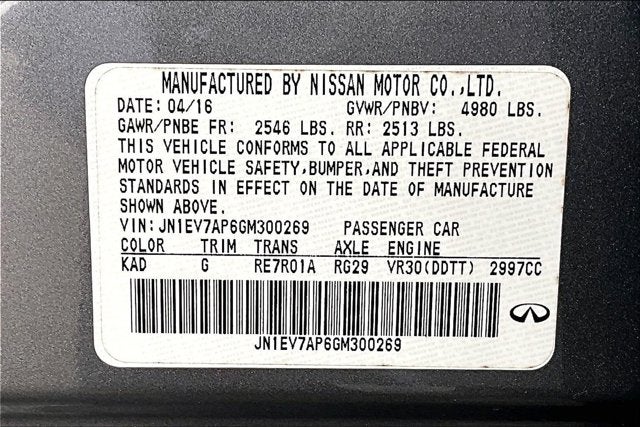 MANUFACTURED BY NISSAN MOTOR CO.,LTD.
DATE: 04/16 GVWR/PNBV: 4980 LBS.
GAWR/PNBE FR: 2546 LBS. RR: 2513 LBS.
THIS VEHICLE CONFORMS TO ALL APPLICABLE FEDERAL
MOTOR VEHICLE SAFETY,BUMPER,AND THEFT PREVENTION
STANDARDS IN EFFECT ON THE DATE OF MANUFACTURE
SHOWN ABOVE.
VIN:JN1EV7AP6GM300269 PASSENGER CAR
COLOR TRIM TRANS AXLE ENGINE
KAD G RE7R01A RG29 VR30(DDTT) 2997CC
JN1EV7AP6GM300269